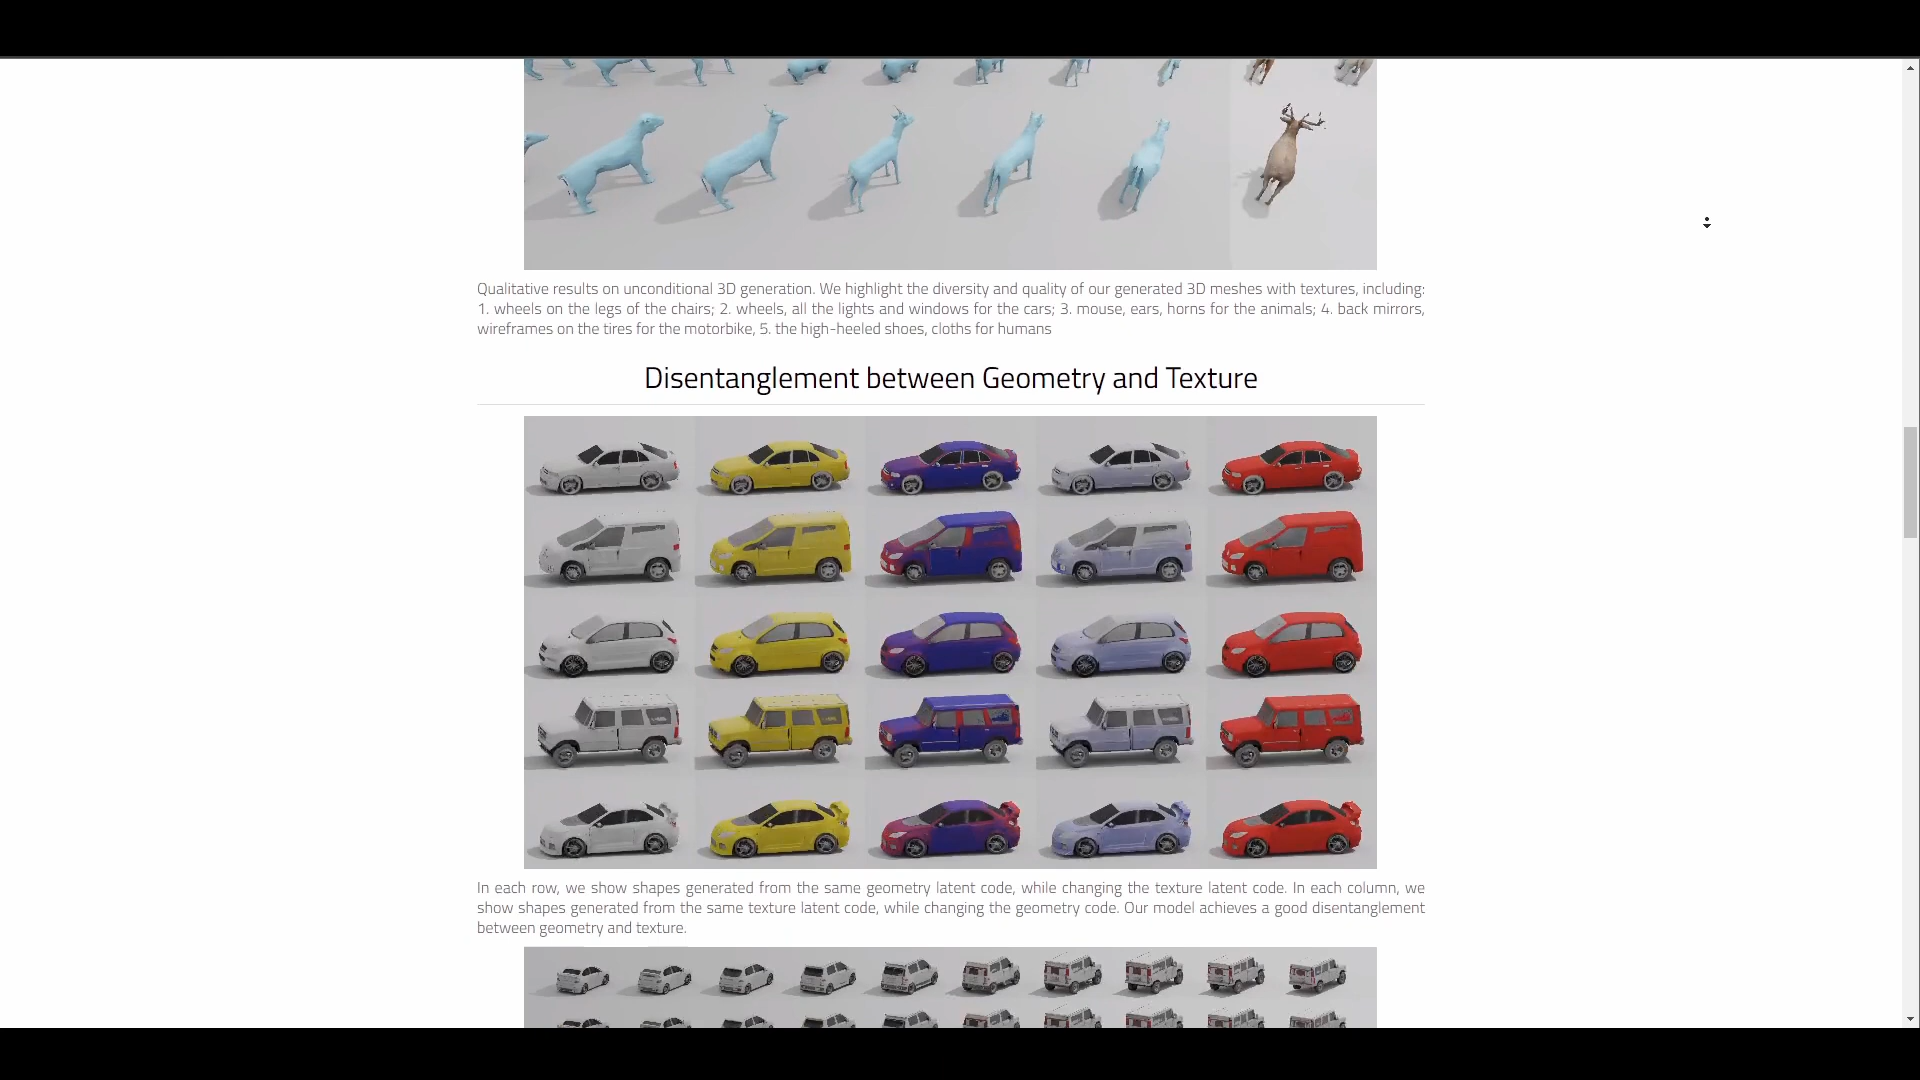 Qualitative results on unconditional 3D generation. We highlight the diversity and quality of our generated 3D meshes with textures, including:
1. wheels on the legs of the chairs; 2. wheels, all the lights and windows for the cars; 3. mouse, ears, horns for the animals; 4. back mirrors,
wireframes on the tires for the motorbike, 5. the high-heeled shoes, cloths for humans
Disentanglement between Geometry and Texture
In each row, we show shapes generated from the same geometry latent code, while changing the texture latent code. In each column, we
show shapes generated from the same texture latent code, while changing the geometry code. Our model achieves a good disentanglement
between geometry and texture.